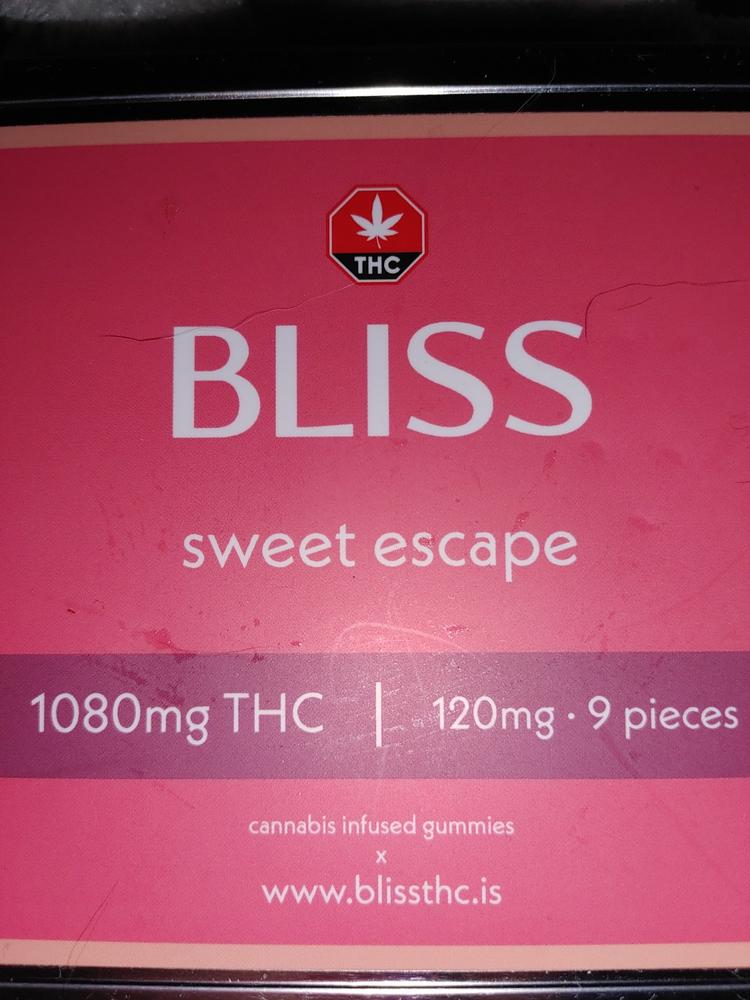 THC
BLISS
sweet escape
1080mg THC | 120mg · 9 pieces
cannabis infused gummies
x
www.blissthc.is